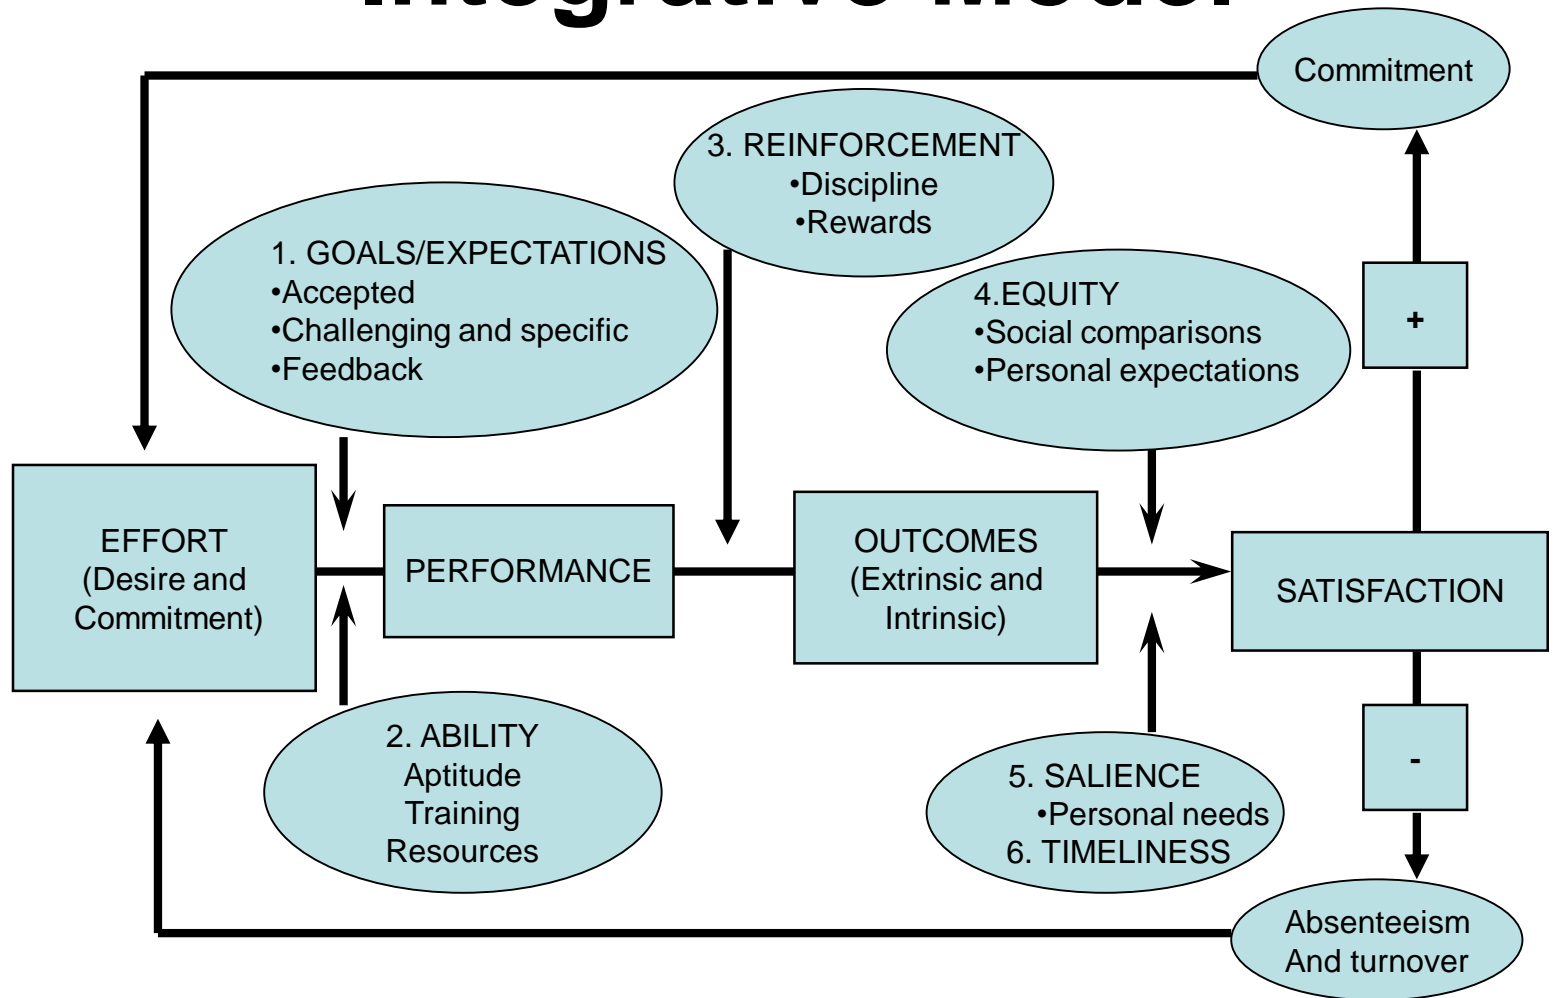 Integrative Model
Commitment
3. REINFORCEMENT
•Discipline
•Rewards
1. GOALS/EXPECTATIONS
•Accepted
•Challenging and specific
•Feedback
4.EQUITY
•Social comparisons
•Personal expectations
+
EFFORT
(Desire and
Commitment)
PERFORMANCE
OUTCOMES
(Extrinsic and
Intrinsic)
SATISFACTION
2. ABILITY
Aptitude
Training
Resources
5. SALIENCE
•Personal needs
6. TIMELINESS
-
Absenteeism
And turnover